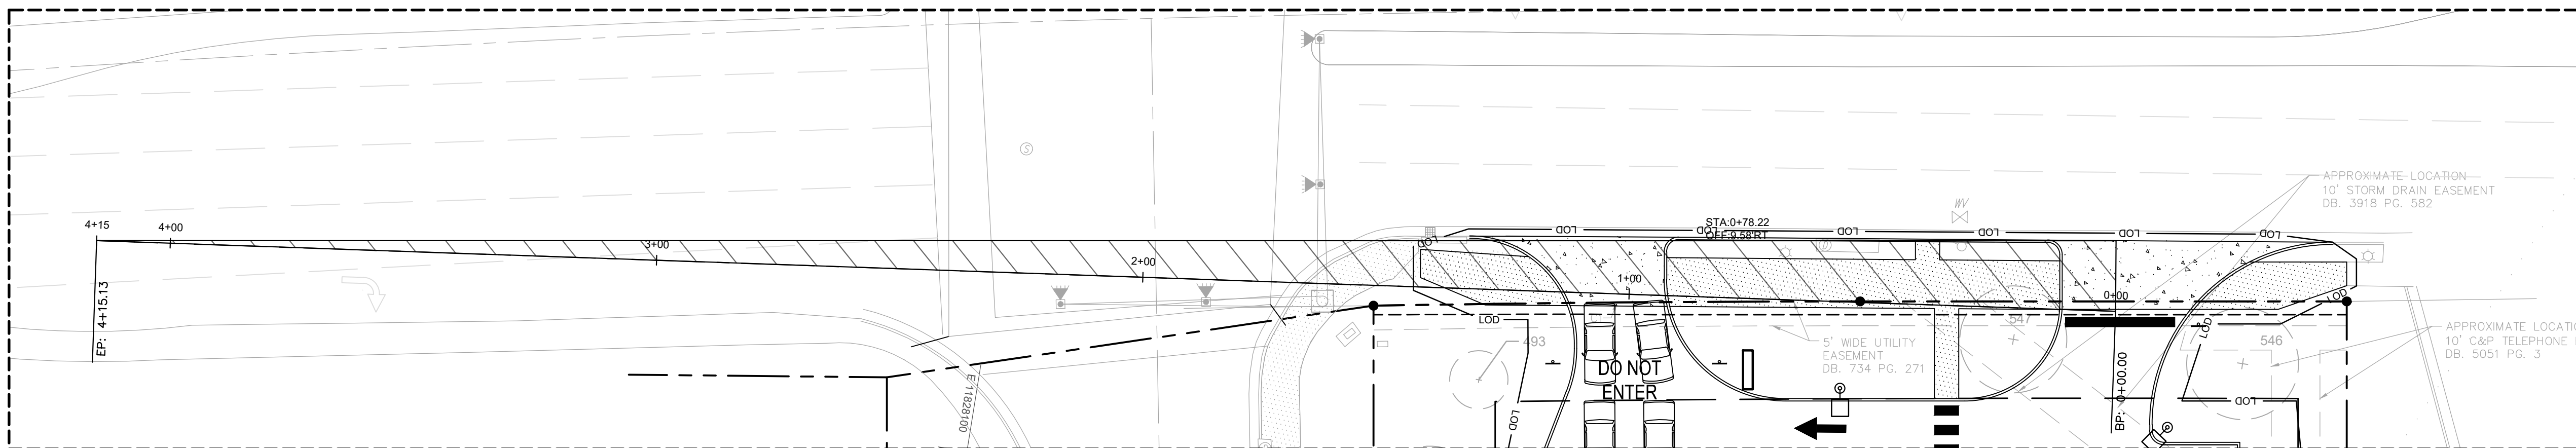 APPROXIMATE LOCATION
10' STORM DRAIN EASEMENT
DB. 3918 PG. 582
WV
S
4+15
4+00
3+00
2+00
1+00
0+00
STA:0+78.22
OFF:9.58'RT
LOD
LOD
LOD
LOD
LOD
LOD
LOD
LOD
LOD
LOD
LOD
LOD
EP: 4+15.13
BP: 0+00.00
E:11828100
493
547
546
5' WIDE UTILITY
EASEMENT
DB. 734 PG. 271
DO NOT
ENTER
APPROXIMATE LOCATIO
10' C&P TELEPHONE
DB. 5051 PG. 3